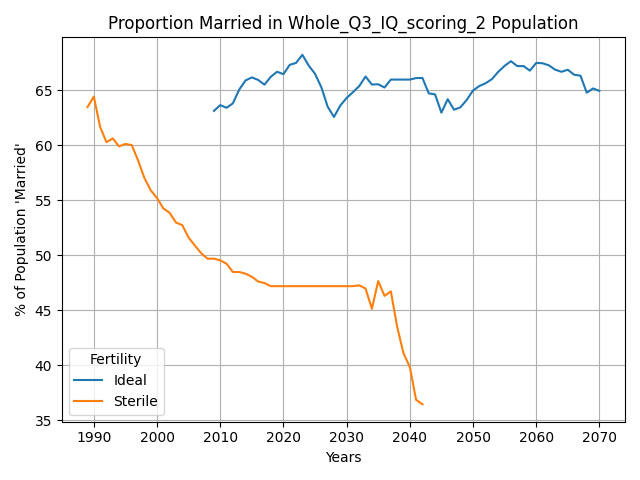 Proportion Married in Whole_Q3_IQ_scoring_2 Population
% of Population 'Married'
65
60
55
50
45
40
35
Fertility
Ideal
Sterile
1990 2000 2010 2020 2030 2040 2050 2060 2070
Years